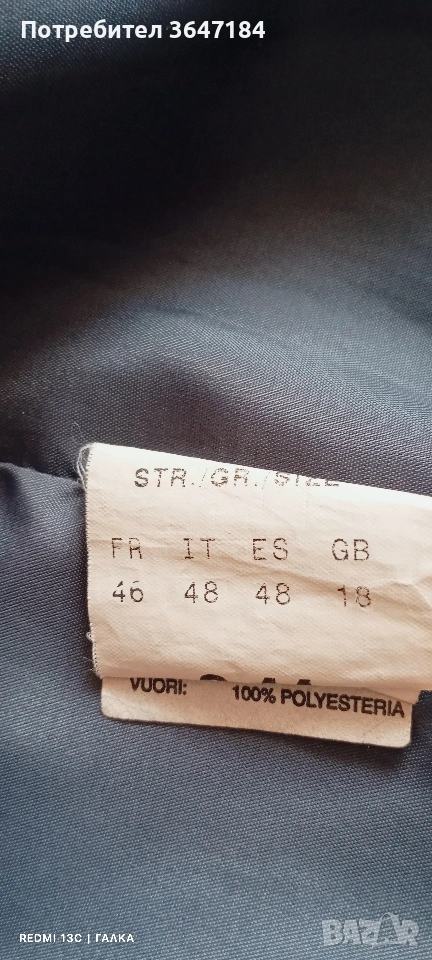 Потребител 3647184
STR./GR./SIZE
FR IT ES GB
46 48 48 18
VUORI: 100% POLYESTERIA
REDMI 13C | ГАЛКА
BAZAR